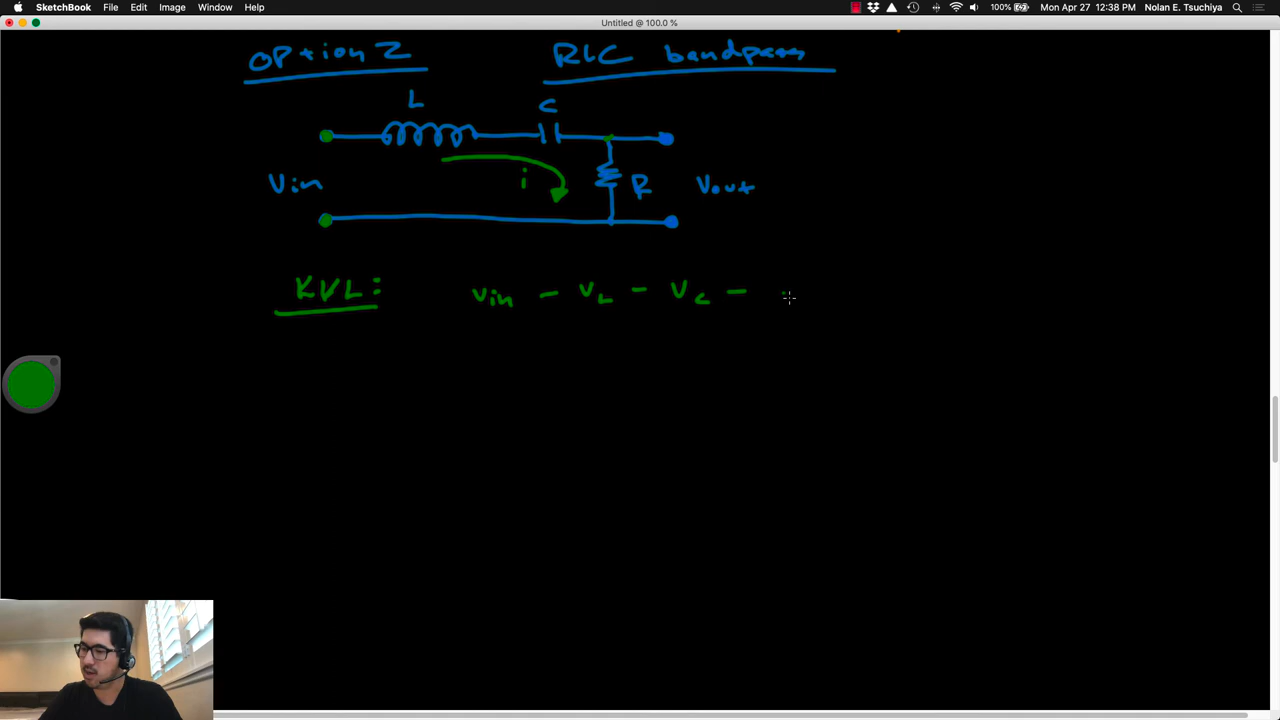 SketchBook File Edit Image Window Help 100% Mon Apr 27 12:38 PM Nolan E. Tsuchiya
Untitled @ 100.0 %
Option 2 RLC bandpass
L C
Vin i R Vout
KVL: Vin - VL - VC -